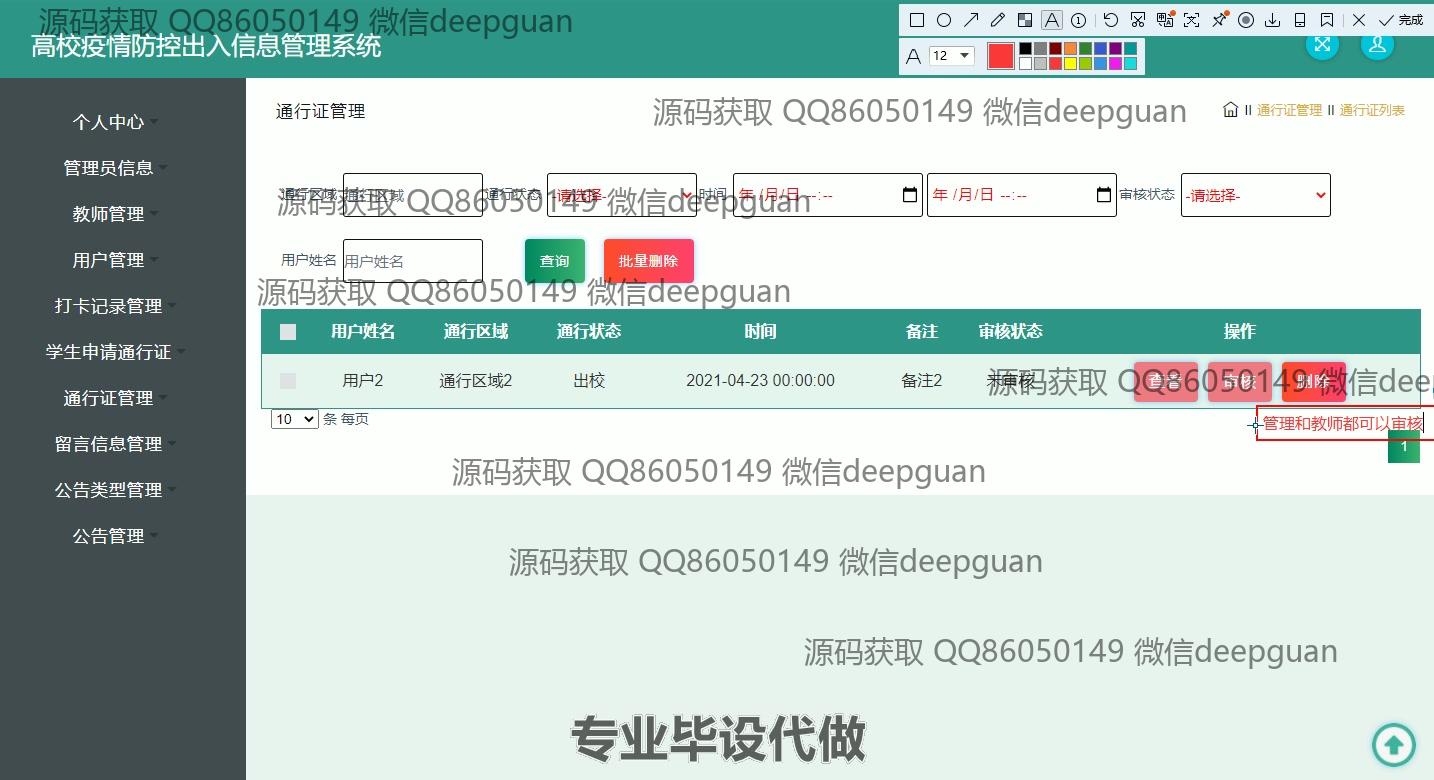 源码获取 QQ86050149 微信deepguan
高校疫情防控出入信息管理系统
完成
A 12
个人中心
管理员信息
教师管理
用户管理
打卡记录管理
学生申请通行证
通行证管理
留言信息管理
公告类型管理
公告管理
通行证管理
源码获取 QQ86050149 微信deepguan
通行证管理 通行证列表
通行区域 通行区域 通行状态 -请选择- 时间 年 /月/日 --:-- 年 /月/日 --:-- 审核状态 -请选择-
源码获取 QQ86050149 微信deepguan
用户姓名 用户姓名 查询 批量删除
源码获取 QQ86050149 微信deepguan
用户姓名 通行区域 通行状态 时间 备注 审核状态 操作
用户2 通行区域2 出校 2021-04-23 00:00:00 备注2 未审核 查看 审核 删除
源码获取 QQ86050149 微信deep
10 条 每页
管理和教师都可以审核
1
源码获取 QQ86050149 微信deepguan
源码获取 QQ86050149 微信deepguan
源码获取 QQ86050149 微信deepguan
专业毕设代做